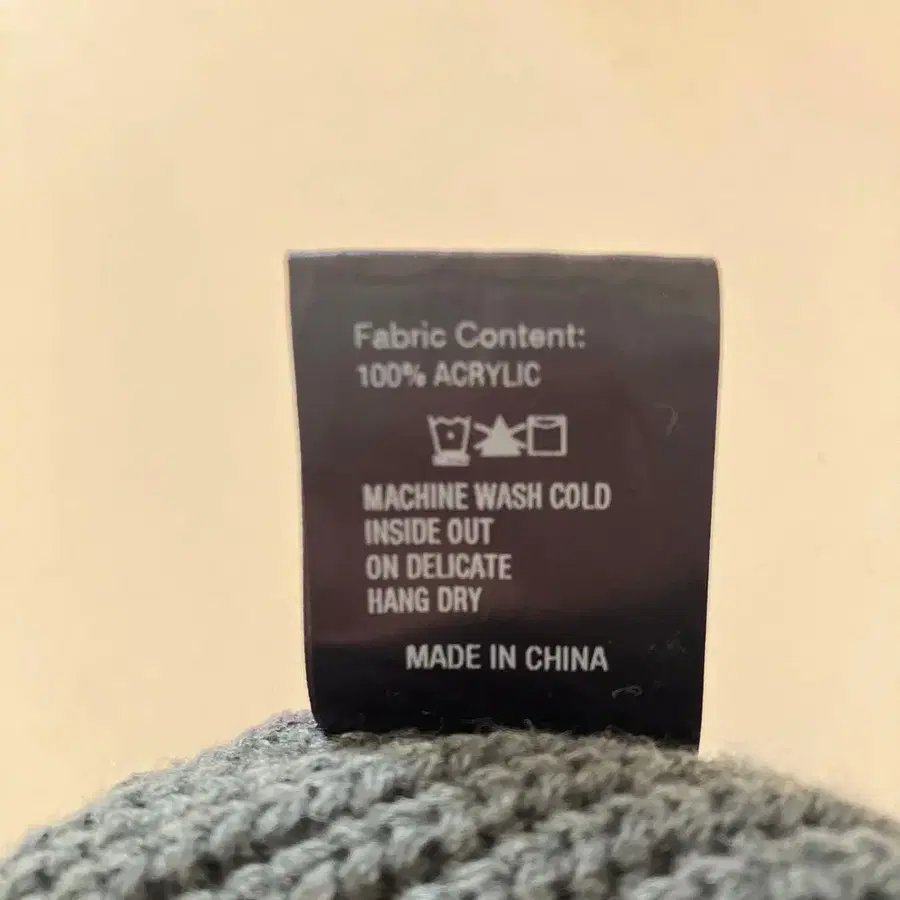 Fabric Content:
100% ACRYLIC
MACHINE WASH COLD
INSIDE OUT
ON DELICATE
HANG DRY
MADE IN CHINA